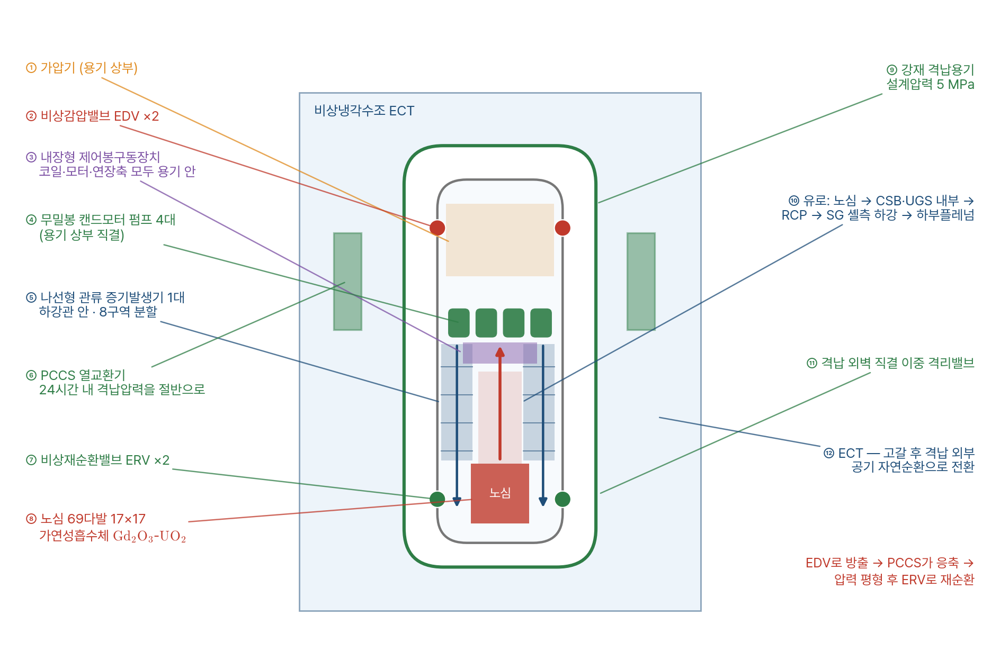 ① 가압기 (용기 상부)
② 비상감압밸브 EDV ×2
③ 내장형 제어봉구동장치
코일·모터·연장축 모두 용기 안
④ 무밀봉 캔드모터 펌프 4대
(용기 상부 직결)
⑤ 나선형 관류 증기발생기 1대
하강관 안 · 8구역 분할
⑥ PCCS 열교환기
24시간 내 격납압력을 절반으로
⑦ 비상재순환밸브 ERV ×2
⑧ 노심 69다발 17×17
가연성흡수체 Gd₂O₃-UO₂
비상냉각수조 ECT
노심
⑨ 강재 격납용기
설계압력 5 MPa
⑩ 유로: 노심 → CSB·UGS 내부 →
RCP → SG 셸측 하강 → 하부플레넘
⑪ 격납 외벽 직결 이중 격리밸브
⑫ ECT — 고갈 후 격납 외부
공기 자연순환으로 전환
EDV로 방출 → PCCS가 응축 →
압력 평형 후 ERV로 재순환